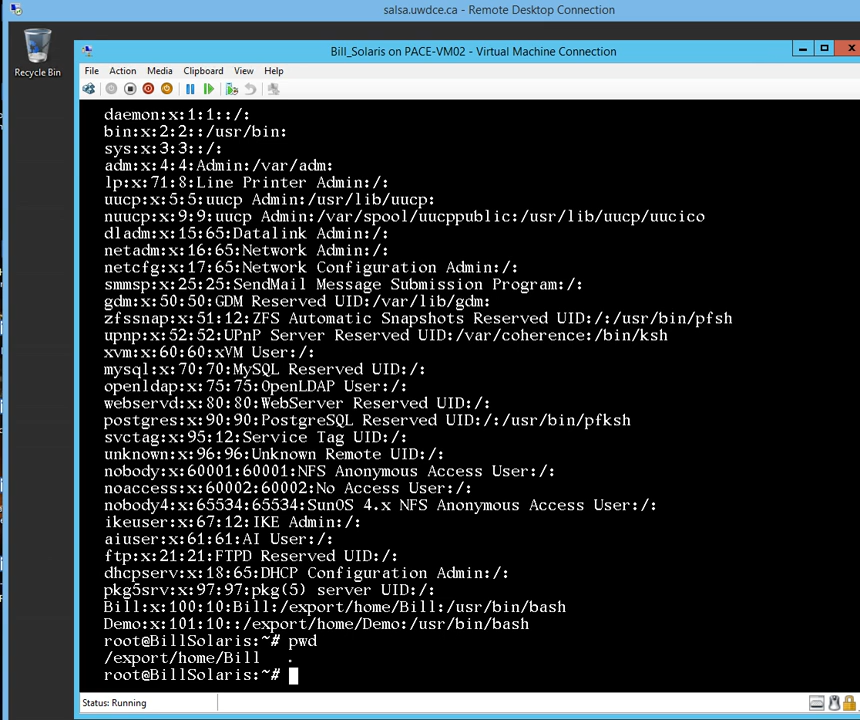 salsa.uwdce.ca - Remote Desktop Connection
Recycle Bin
Bill_Solaris on PACE-VM02 - Virtual Machine Connection
File Action Media Clipboard View Help
daemon:x:1:1::/:
bin:x:2:2::/usr/bin:
sys:x:3:3::/:
adm:x:4:4:Admin:/var/adm:
lp:x:71:8:Line Printer Admin:/:
uucp:x:5:5:uucp Admin:/usr/lib/uucp:
nuucp:x:9:9:uucp Admin:/var/spool/uucppublic:/usr/lib/uucp/uucico
dladm:x:15:65:Datalink Admin:/:
netadm:x:16:65:Network Admin:/:
netcfg:x:17:65:Network Configuration Admin:/:
smmsp:x:25:25:SendMail Message Submission Program:/:
gdm:x:50:50:GDM Reserved UID:/var/lib/gdm:
zfssnap:x:51:12:ZFS Automatic Snapshots Reserved UID:/:/usr/bin/pfsh
upnp:x:52:52:UPnP Server Reserved UID:/var/coherence:/bin/ksh
xvm:x:60:60:xVM User:/:
mysql:x:70:70:MySQL Reserved UID:/:
openldap:x:75:75:OpenLDAP User:/:
webservd:x:80:80:WebServer Reserved UID:/:
postgres:x:90:90:PostgreSQL Reserved UID:/:/usr/bin/pfksh
svctag:x:95:12:Service Tag UID:/:
unknown:x:96:96:Unknown Remote UID:/:
nobody:x:60001:60001:NFS Anonymous Access User:/:
noaccess:x:60002:60002:No Access User:/:
nobody4:x:65534:65534:SunOS 4.x NFS Anonymous Access User:/:
ikeuser:x:67:12:IKE Admin:/:
aiuser:x:61:61:AI User:/:
ftp:x:21:21:FTPD Reserved UID:/:
dhcpserv:x:18:65:DHCP Configuration Admin:/:
pkg5srv:x:97:97:pkg(5) server UID:/:
Bill:x:100:10:Bill:/export/home/Bill:/usr/bin/bash
Demo:x:101:10::/export/home/Demo:/usr/bin/bash
root@BillSolaris:~# pwd
/export/home/Bill
root@BillSolaris:~#
Status: Running